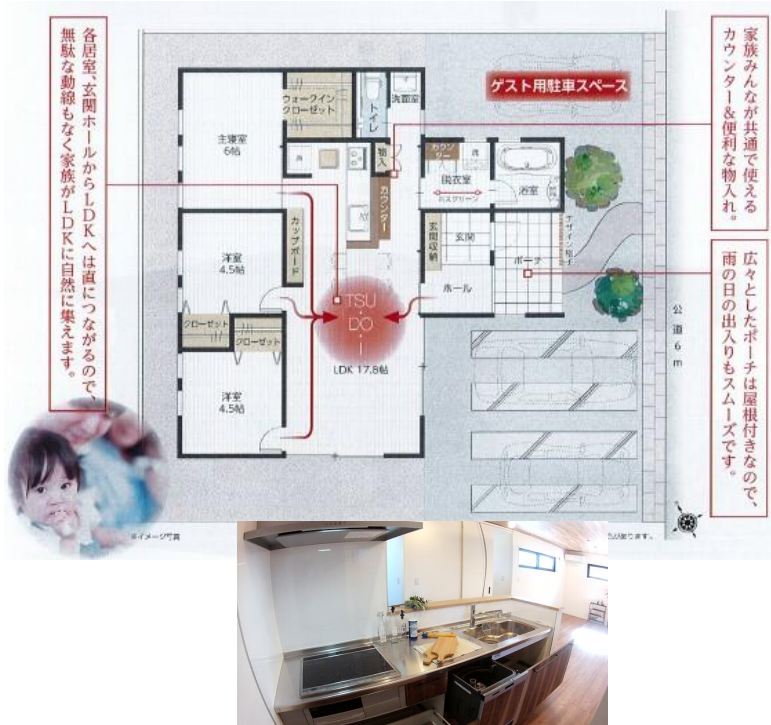 各居室、玄関ホールからLDKへは直につながるので、
無駄な動線もなく家族がLDKに自然に集えます。
家族みんなが共通で使える
カウンター&便利な物入れ。
広々としたポーチは屋根付きなので、
雨の日の出入りもスムーズです。
ゲスト用駐車スペース
ウォークイン
クローゼット
トイレ
洗面室
主寝室
6帖
物入
カウンター
カウンター
脱衣室
浴室
カップボード
玄関収納
玄関
ポーチ
ホール
洋室
4.5帖
クローゼット
クローゼット
洋室
4.5帖
TSU
DO
LDK 17.8帖
公道6m
※イメージ写真
があります。